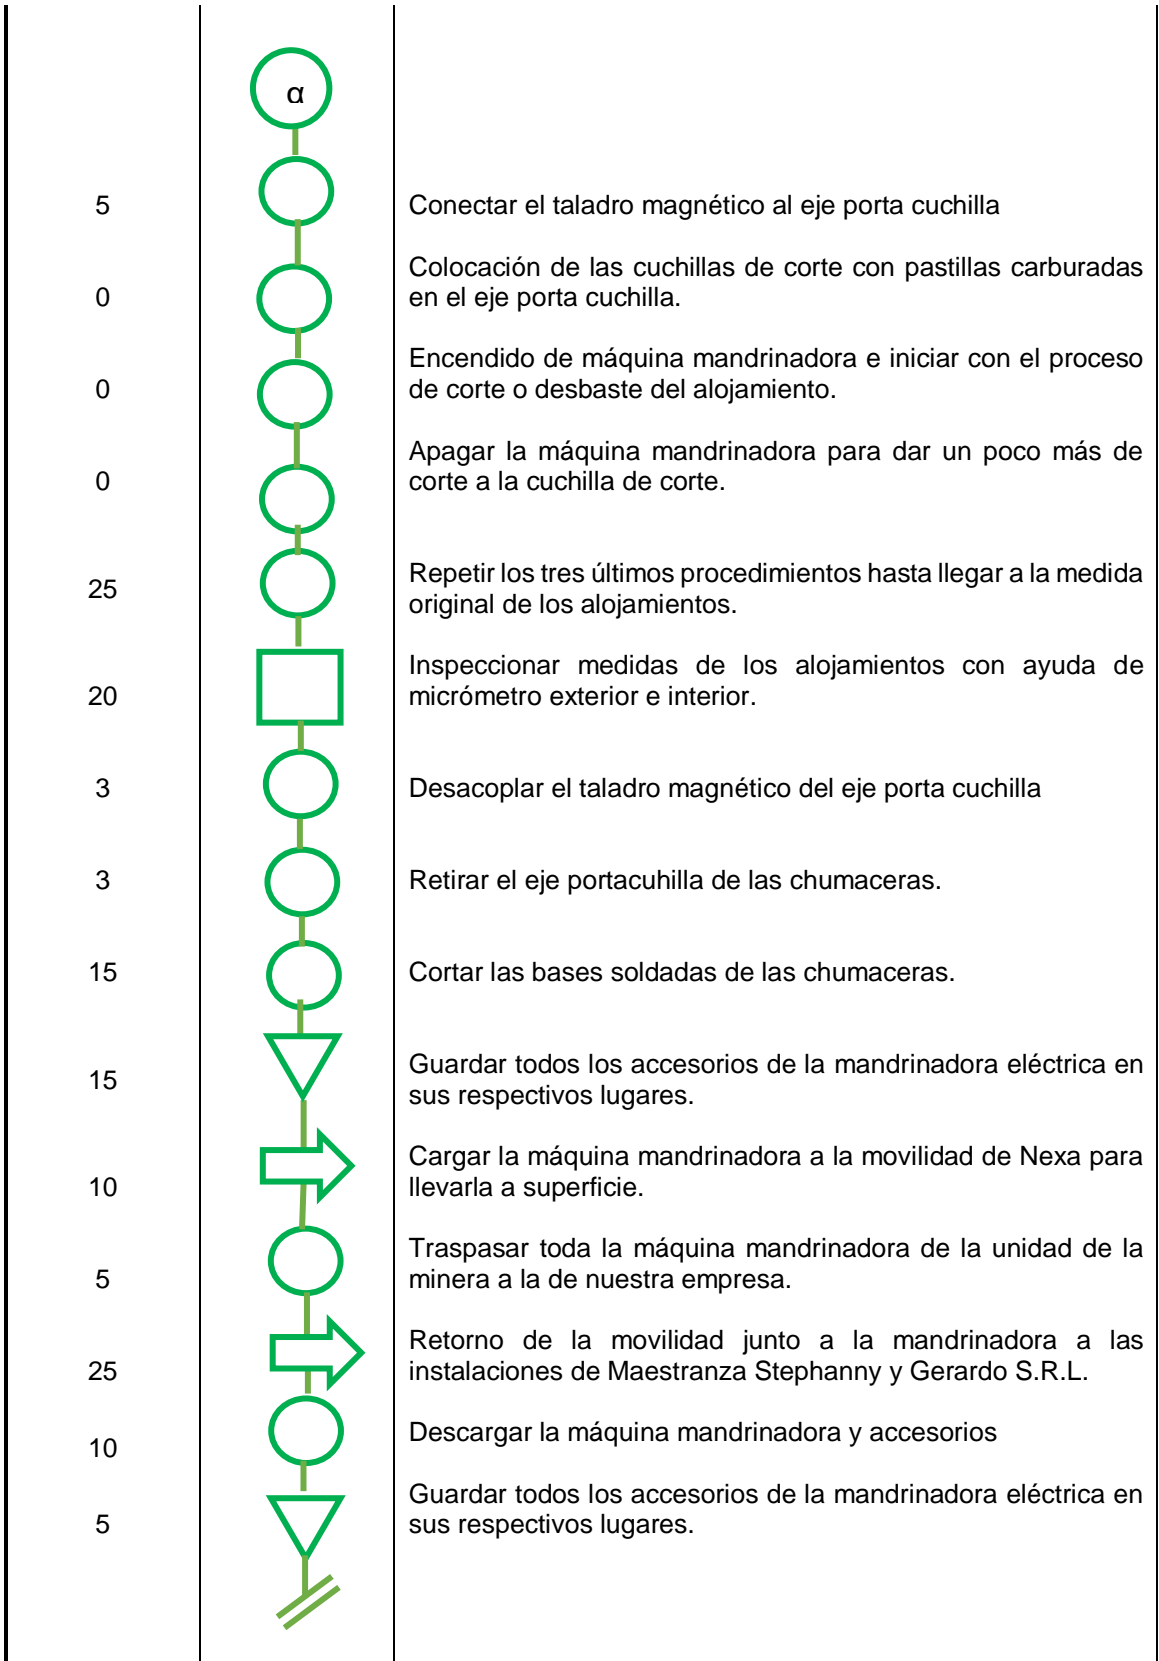 α
5 Conectar el taladro magnético al eje porta cuchilla
Colocación de las cuchillas de corte con pastillas carburadas
0 en el eje porta cuchilla.
Encendido de máquina mandrinadora e iniciar con el proceso
0 de corte o desbaste del alojamiento.
Apagar la máquina mandrinadora para dar un poco más de
0 corte a la cuchilla de corte.
25 Repetir los tres últimos procedimientos hasta llegar a la medida
original de los alojamientos.
Inspeccionar medidas de los alojamientos con ayuda de
20 micrómetro exterior e interior.
3 Desacoplar el taladro magnético del eje porta cuchilla
3 Retirar el eje portacuhilla de las chumaceras.
15 Cortar las bases soldadas de las chumaceras.
Guardar todos los accesorios de la mandrinadora eléctrica en
15 sus respectivos lugares.
Cargar la máquina mandrinadora a la movilidad de Nexa para
10 llevarla a superficie.
Traspasar toda la máquina mandrinadora de la unidad de la
5 minera a la de nuestra empresa.
Retorno de la movilidad junto a la mandrinadora a las
25 instalaciones de Maestranza Stephanny y Gerardo S.R.L.
10 Descargar la máquina mandrinadora y accesorios
Guardar todos los accesorios de la mandrinadora eléctrica en
5 sus respectivos lugares.